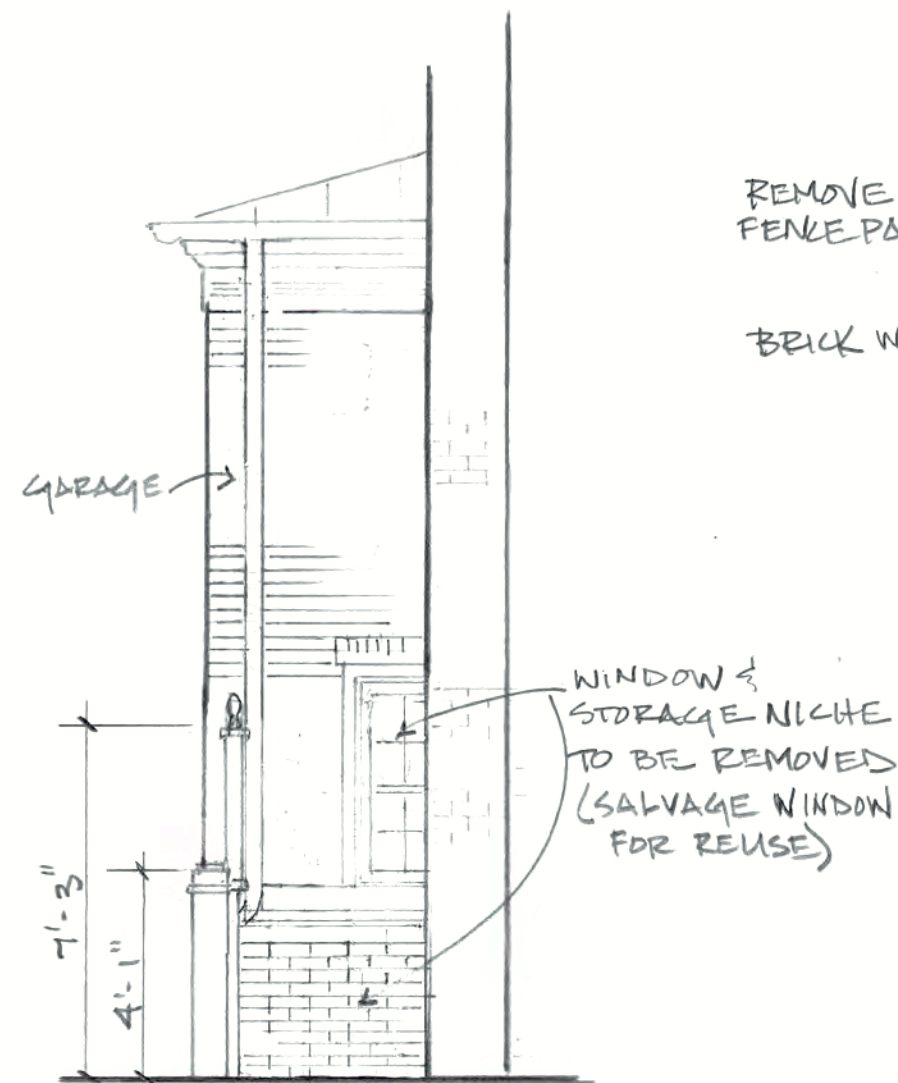 REMOVE
FENCE PA
BRICK W
GARAGE
WINDOW &
STORAGE NICHE
TO BE REMOVED
(SALVAGE WINDOW
FOR REUSE)
7'-3"
4'-1"